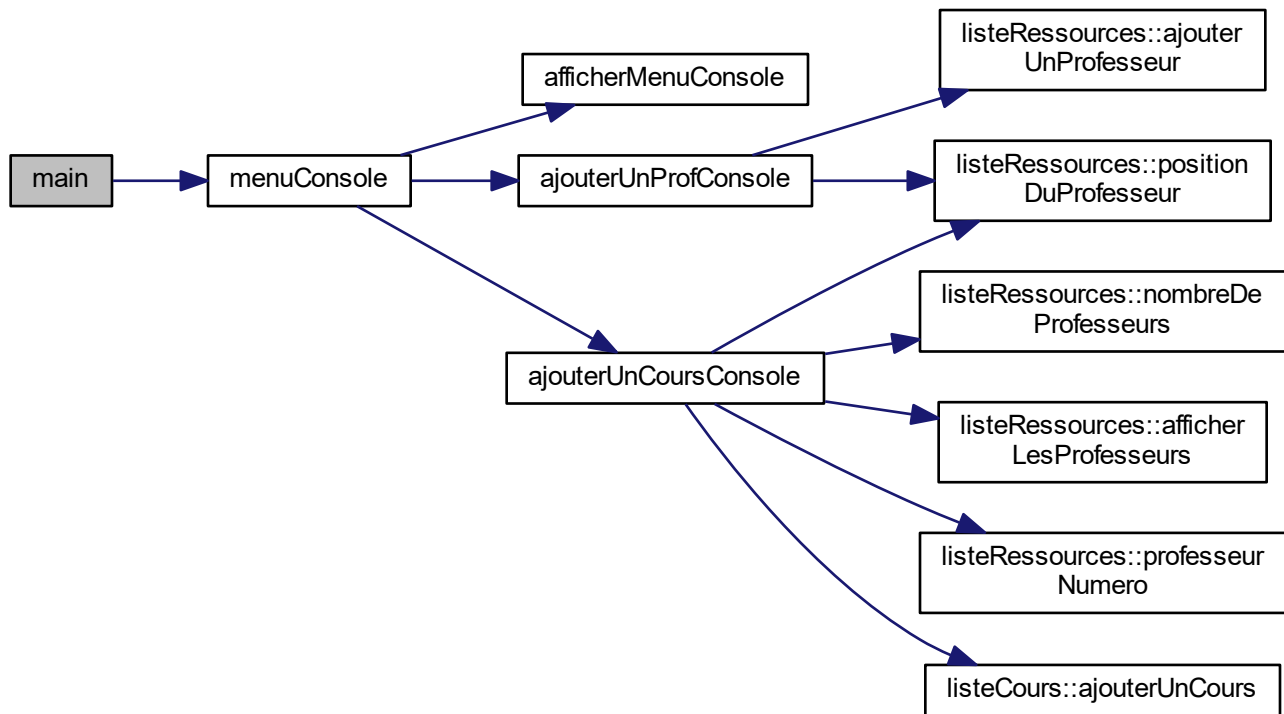 main
menuConsole
afficherMenuConsole
ajouterUnProfConsole
ajouterUnCoursConsole
listeRessources::ajouter
UnProfesseur
listeRessources::position
DuProfesseur
listeRessources::nombreDe
Professeurs
listeRessources::afficher
LesProfesseurs
listeRessources::professeur
Numero
listeCours::ajouterUnCours